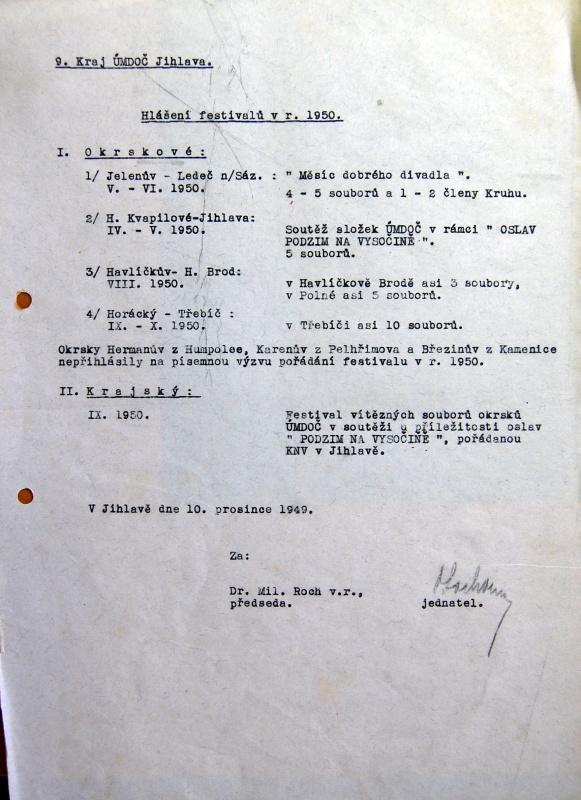 9. Kraj ÚMDOČ Jihlava.
Hlášení festivalů v r. 1950.
I. O k r s k o v é :
1/ Jelenův - Ledeč n/Sáz. : " Měsíc dobrého divadla ".
V. - VI. 1950. 4 - 5 souborů a 1 - 2 členy Kruhu.
2/ H. Kvapilové-Jihlava:
IV. - V. 1950. Soutěž složek ÚMDOČ v rámci " OSLAV
PODZIM NA VYSOČINĚ ".
5 souborů.
3/ Havlíčkův- H. Brod:
VIII. 1950. v Havlíčkově Brodě asi 3 soubory,
v Polné asi 5 souborů.
4/ Horácký - Třebíč :
IX. - X. 1950. v Třebíči asi 10 souborů.
Okrsky Hermanův z Humpolce, Karenův z Pelhřimova a Březinův z Kamenice
nepřihlásily na písemnou výzvu pořádání festivalu v r. 1950.
II. K r a j s k ý :
IX. 1950. Festival vítězných souborů okrsků
ÚMDOČ v soutěži u příležitosti oslav
" PODZIM NA VYSOČINĚ ", pořádanou
KNV v Jihlavě.
V Jihlavě dne 10. prosince 1949.
Za:
Dr. Mil. Roch v.r.,
předseda. jednatel.